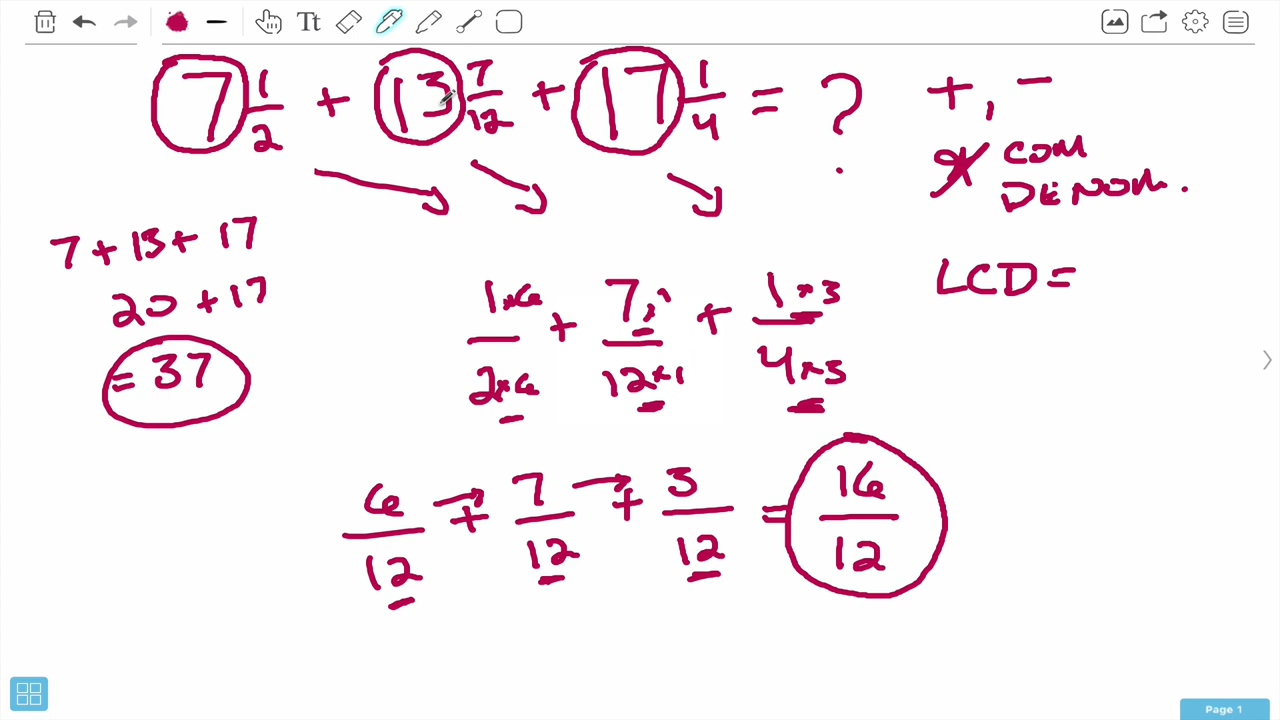 Tt
7 1/2 + 13 7/12 + 17 1/4 = ?
+, -
* COM
DENOM.
7 + 13 + 17
20 + 17
= 37
LCD =
1×6/2×6 + 7×1/12×1 + 1×3/4×3
6/12 + 7/12 + 3/12 = 16/12
Page 1